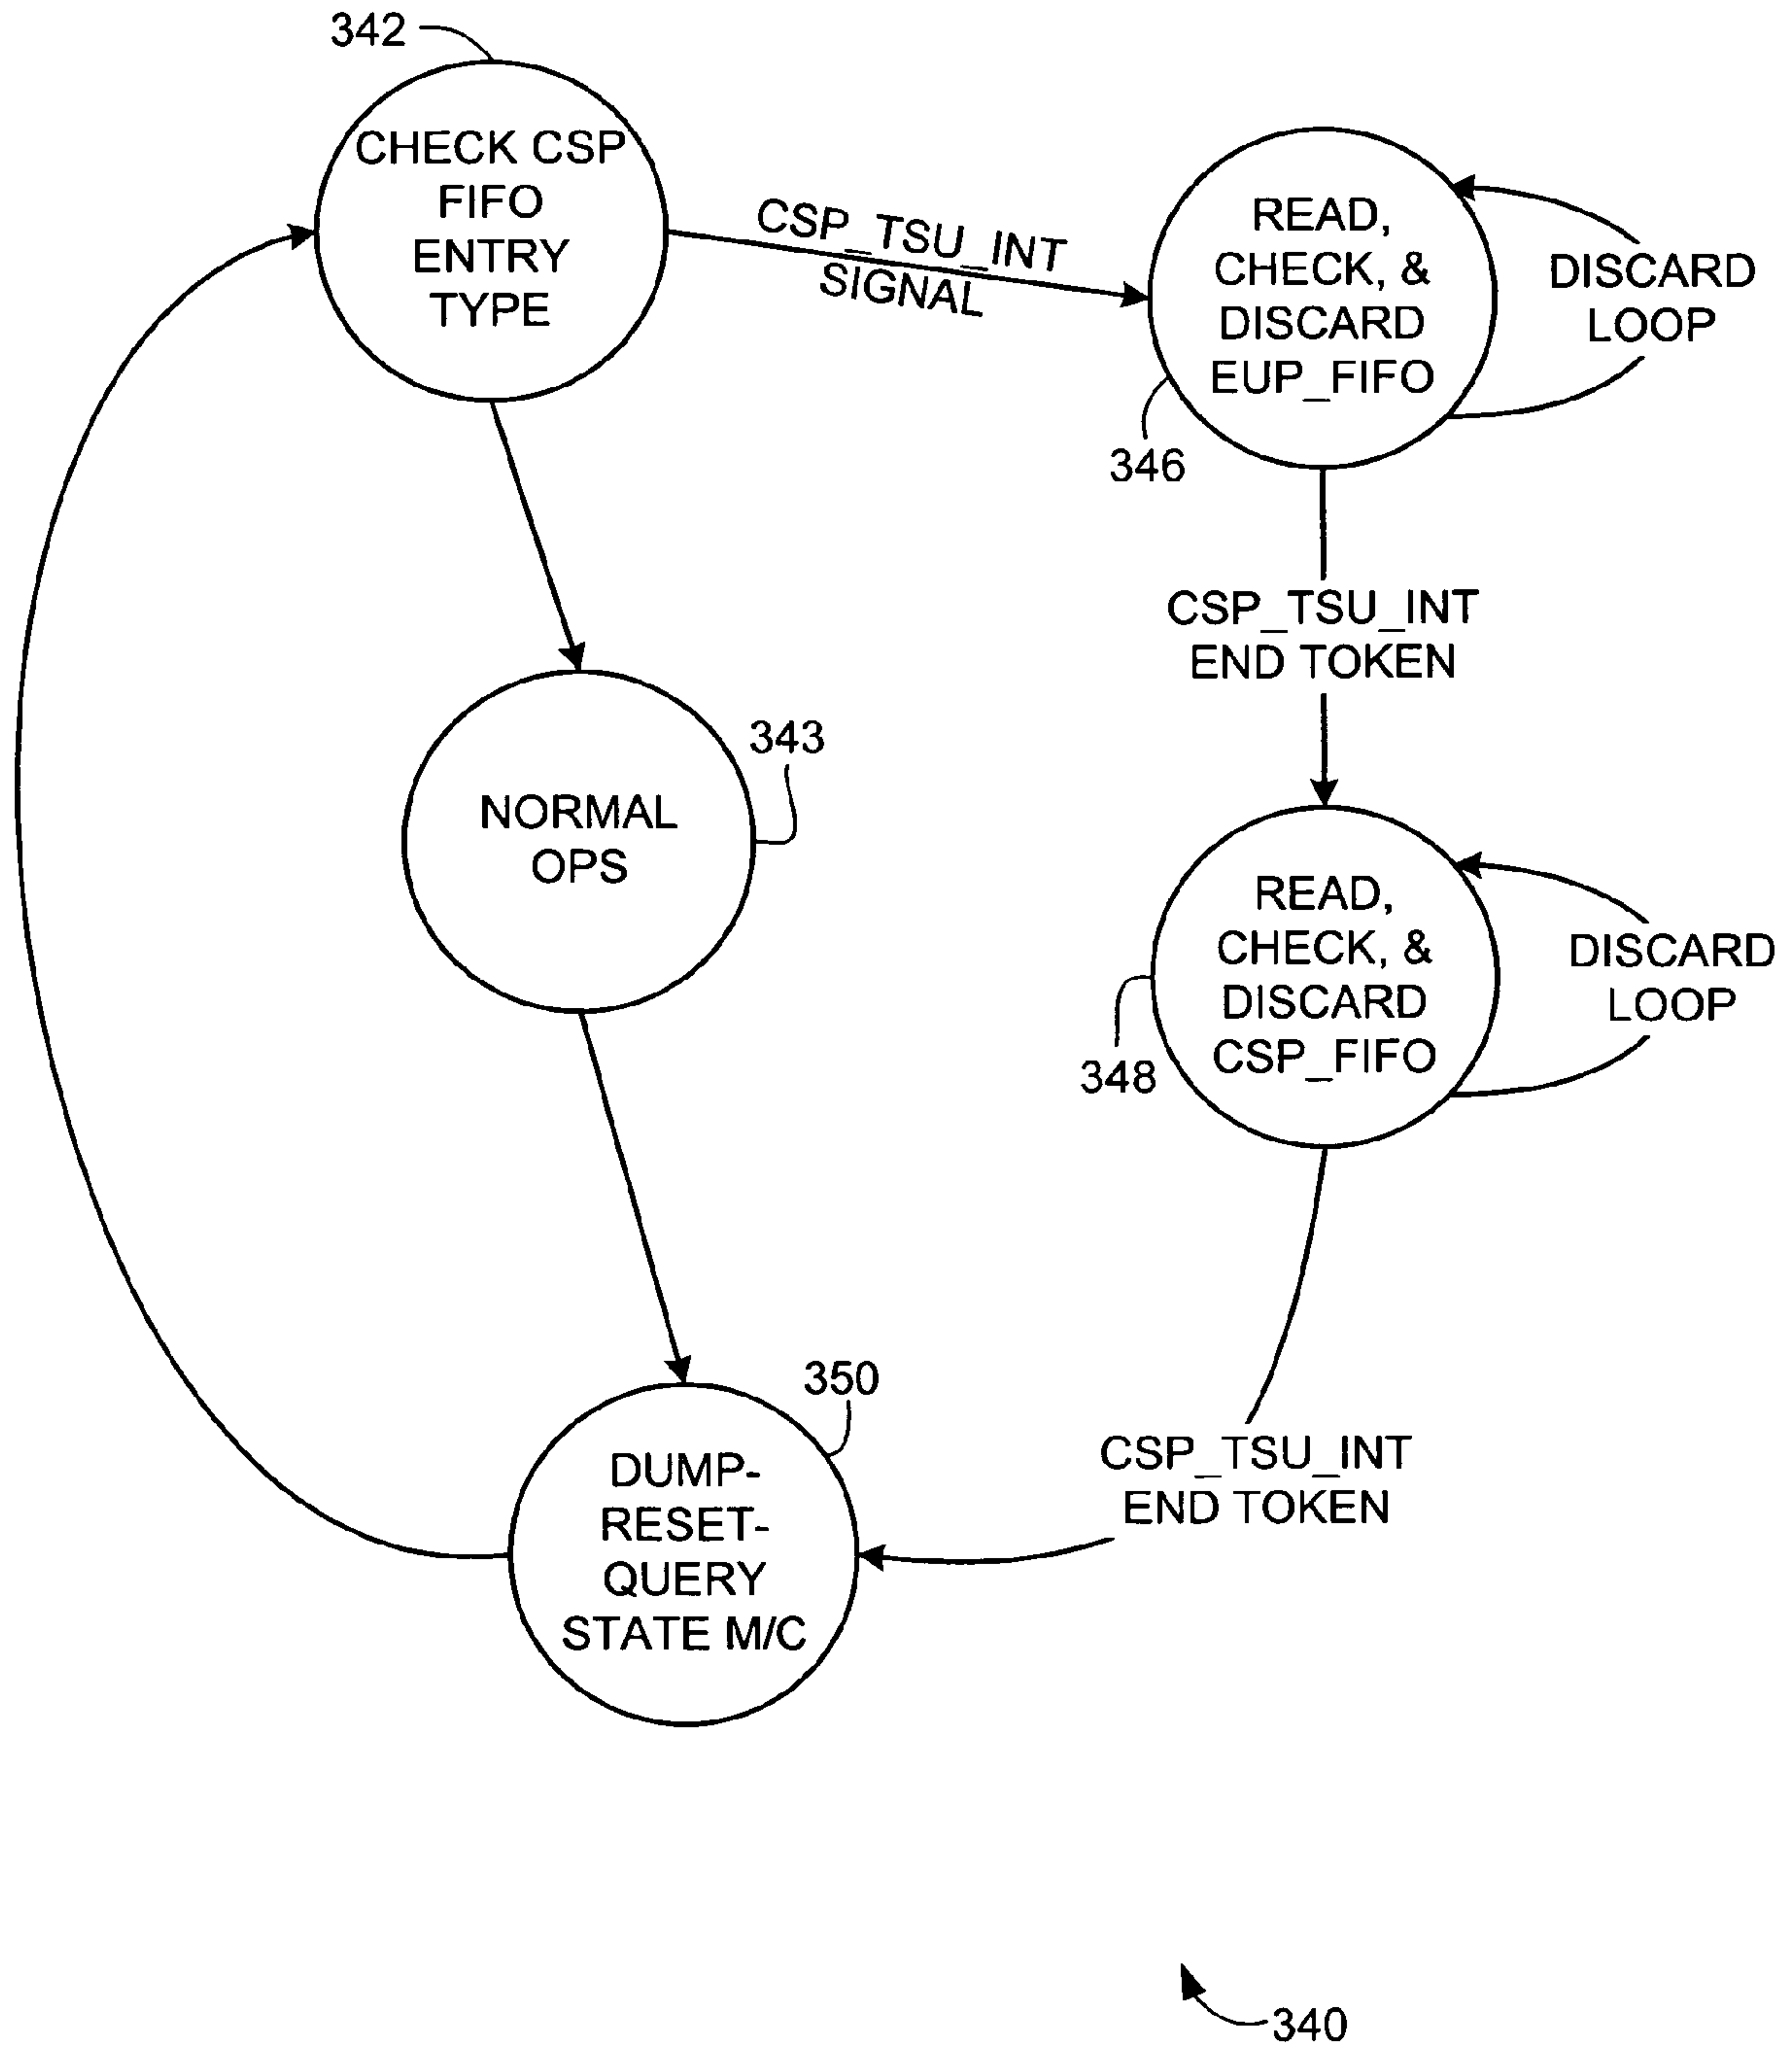 342
CHECK CSP
FIFO
ENTRY
TYPE
CSP_TSU_INT
SIGNAL
READ,
CHECK, &
DISCARD
EUP_FIFO
DISCARD
LOOP
346
CSP_TSU_INT
END TOKEN
343
NORMAL
OPS
READ,
CHECK, &
DISCARD
CSP_FIFO
DISCARD
LOOP
348
350
DUMP-
RESET-
QUERY
STATE M/C
CSP_TSU_INT
END TOKEN
340